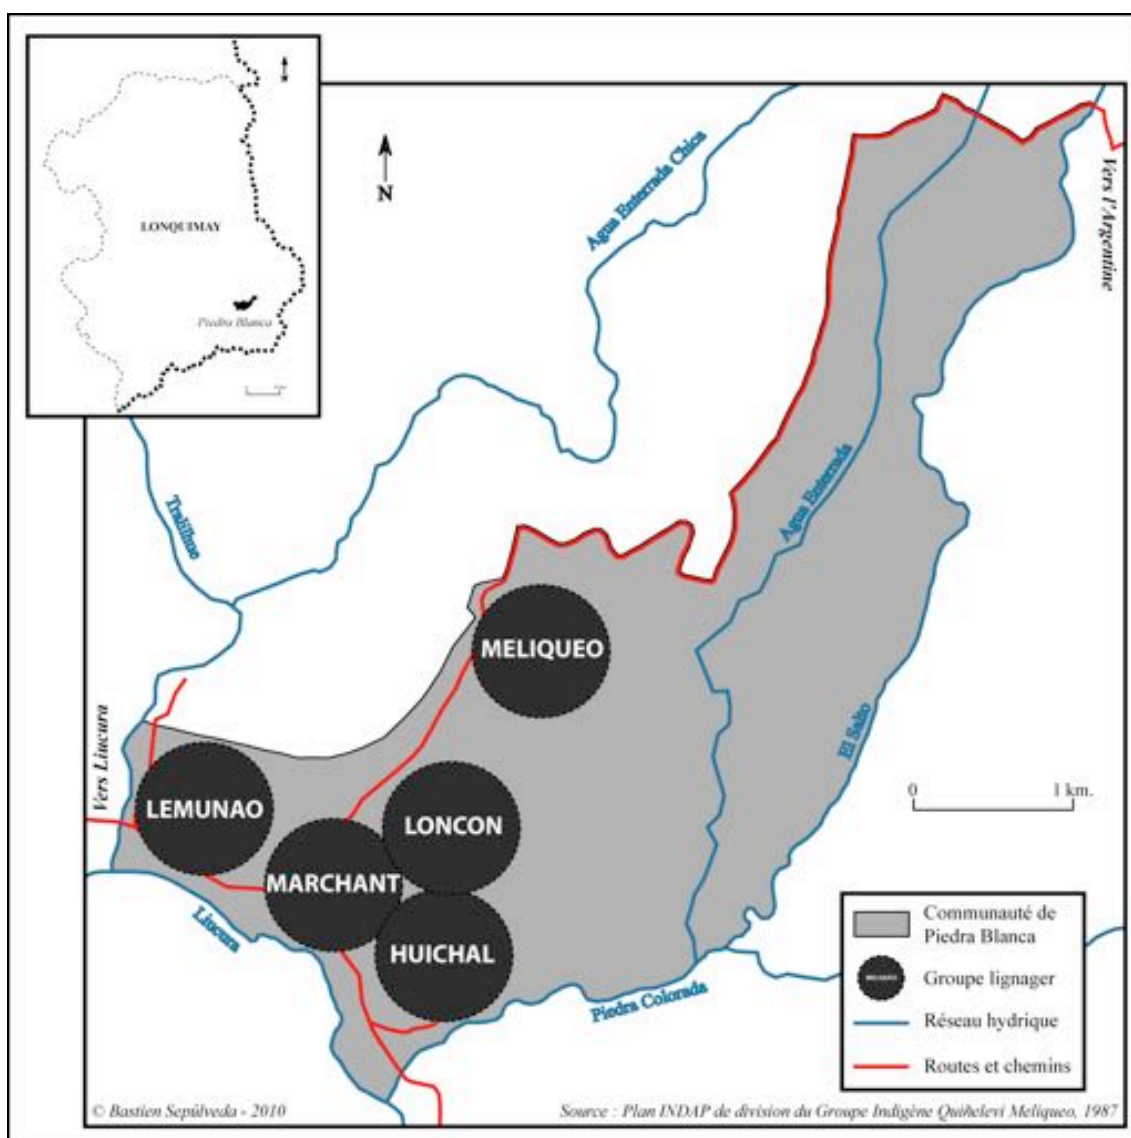 N
LONQUIMAY
Piedra Blanca
N
Agua Enterrada Chica
Vers l'Argentine
Agua Enterrada
Tralihue
MELIQUEO
El Salto
Vers Liucura
0 1 km.
LEMUNAO
LONCON
MARCHANT
HUICHAL
Liucura
Piedra Colorada
Communauté de
Piedra Blanca
Groupe lignager
Réseau hydrique
Routes et chemins
© Bastien Sepúlveda - 2010
Source : Plan INDAP de division du Groupe Indigène Quiñelevi Meliqueo, 1987